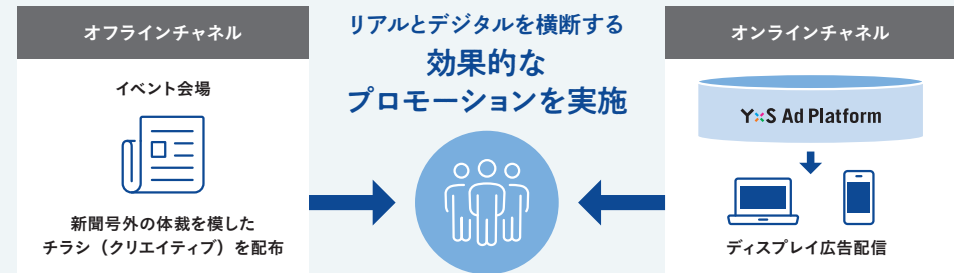 オフラインチャネル
イベント会場
新聞号外の体裁を模した
チラシ（クリエイティブ）を配布
リアルとデジタルを横断する
効果的な
プロモーションを実施
オンラインチャネル
Y×S Ad Platform
ディスプレイ広告配信